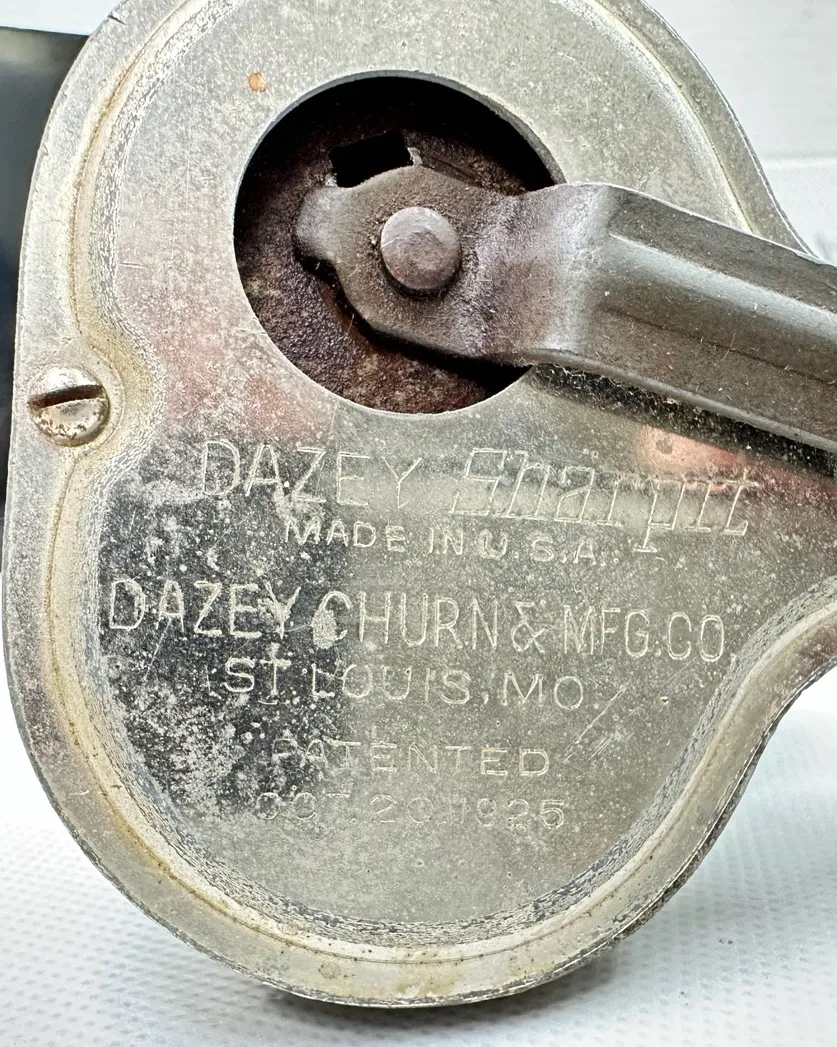 DAZEY Sharpit
MADE IN U.S.A.
DAZEY CHURN & MFG.CO.
St. LOUIS, MO.
PATENTED
OCT. 20, 1925